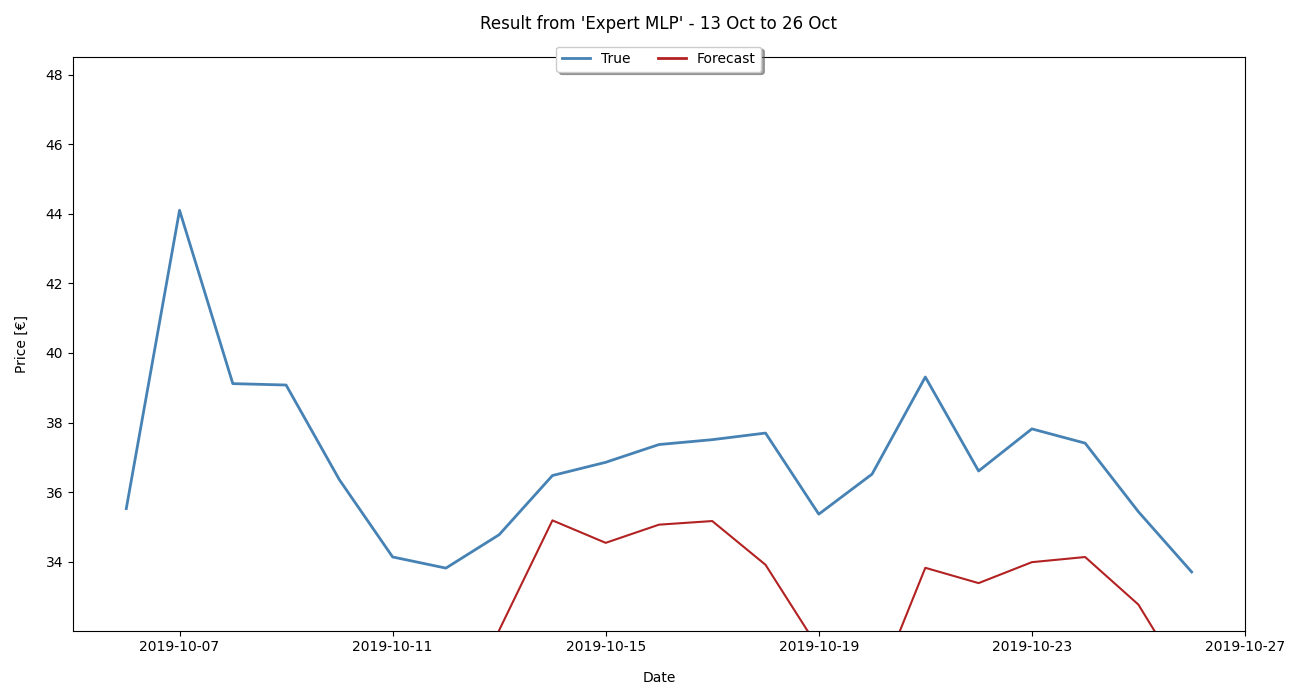 Result from 'Expert MLP' - 13 Oct to 26 Oct
True Forecast
48
46
44
42
40
38
36
34
Price [€]
2019-10-07 2019-10-11 2019-10-15 2019-10-19 2019-10-23 2019-10-27
Date